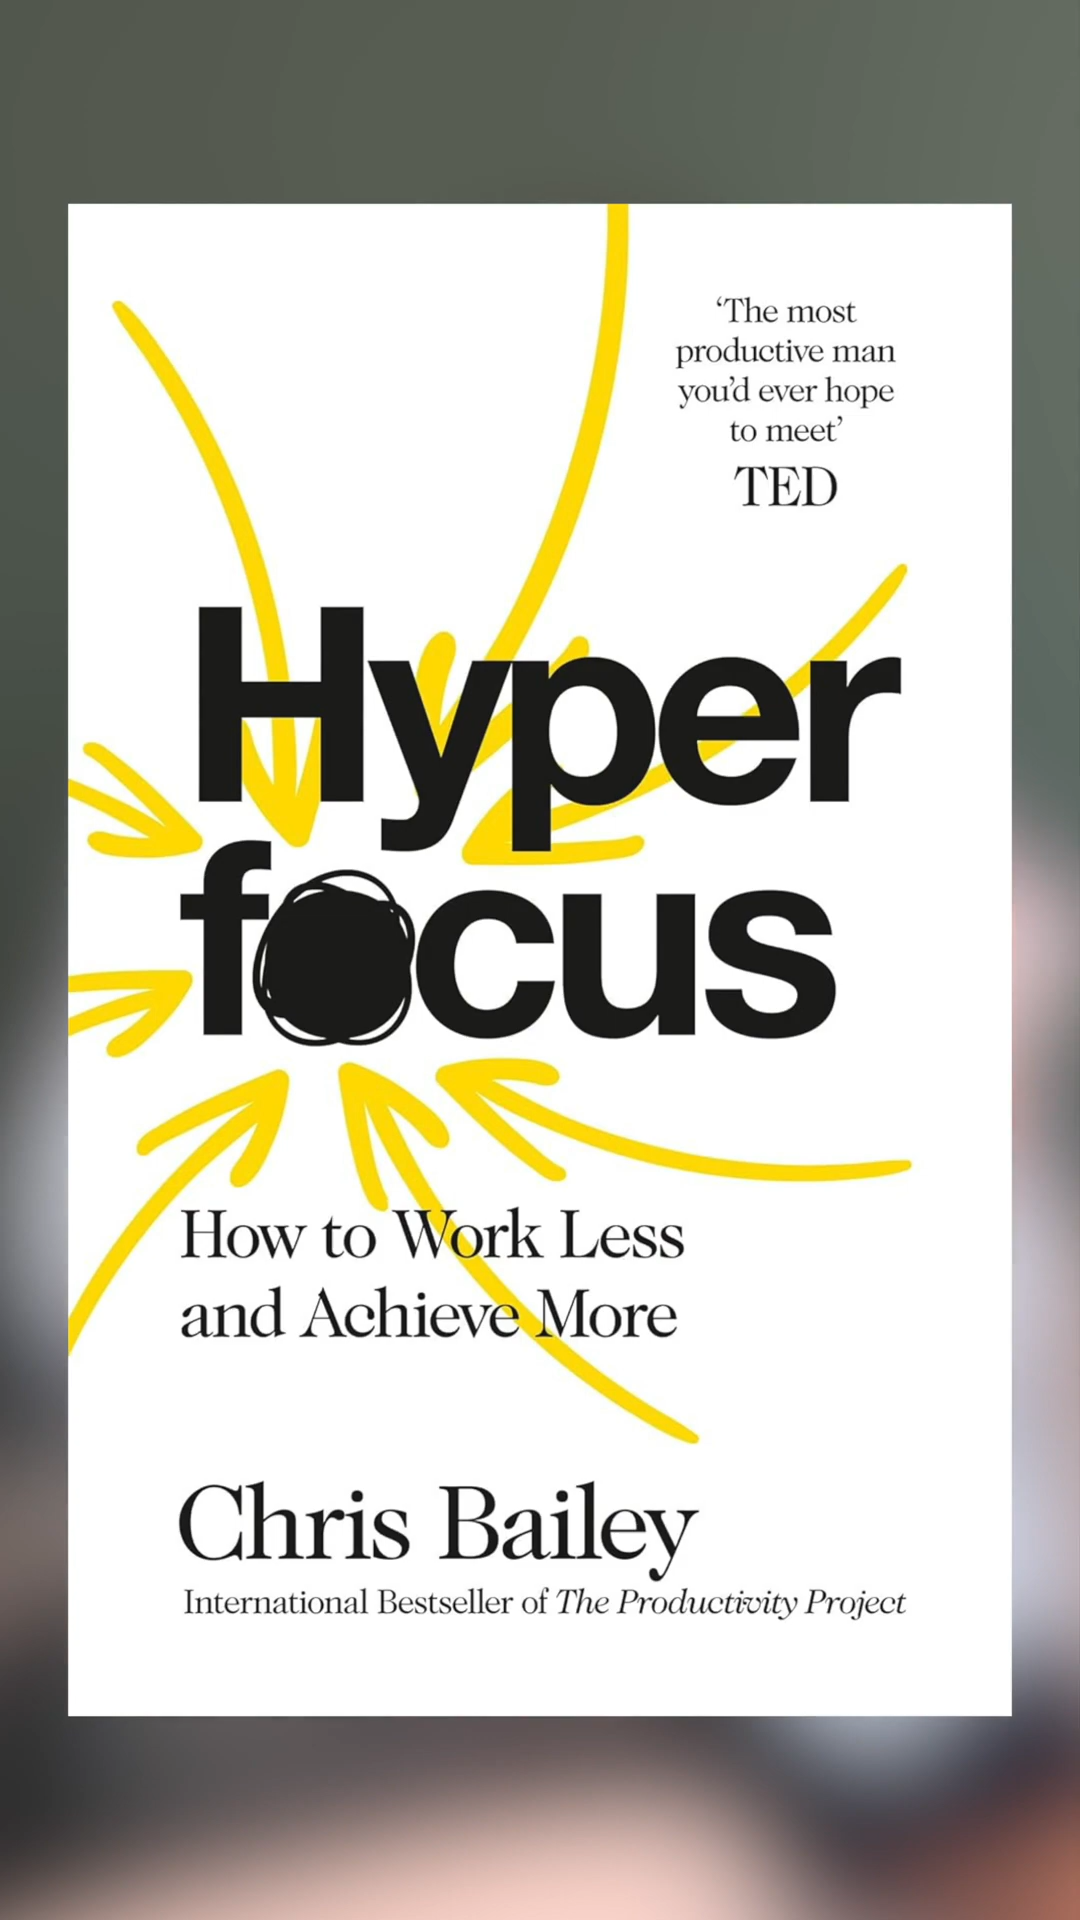 ‘The most
productive man
you’d ever hope
to meet’
TED
Hyper
focus
How to Work Less
and Achieve More
Chris Bailey
International Bestseller of The Productivity Project